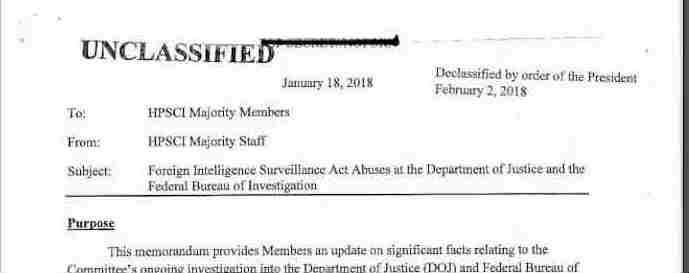 UNCLASSIFIED
January 18, 2018
Declassified by order of the President
February 2, 2018
To: HPSCI Majority Members
From: HPSCI Majority Staff
Subject: Foreign Intelligence Surveillance Act Abuses at the Department of Justice and the
Federal Bureau of Investigation
Purpose
This memorandum provides Members an update on significant facts relating to the
Committee's ongoing investigation into the Department of Justice (DOJ) and Federal Bureau of